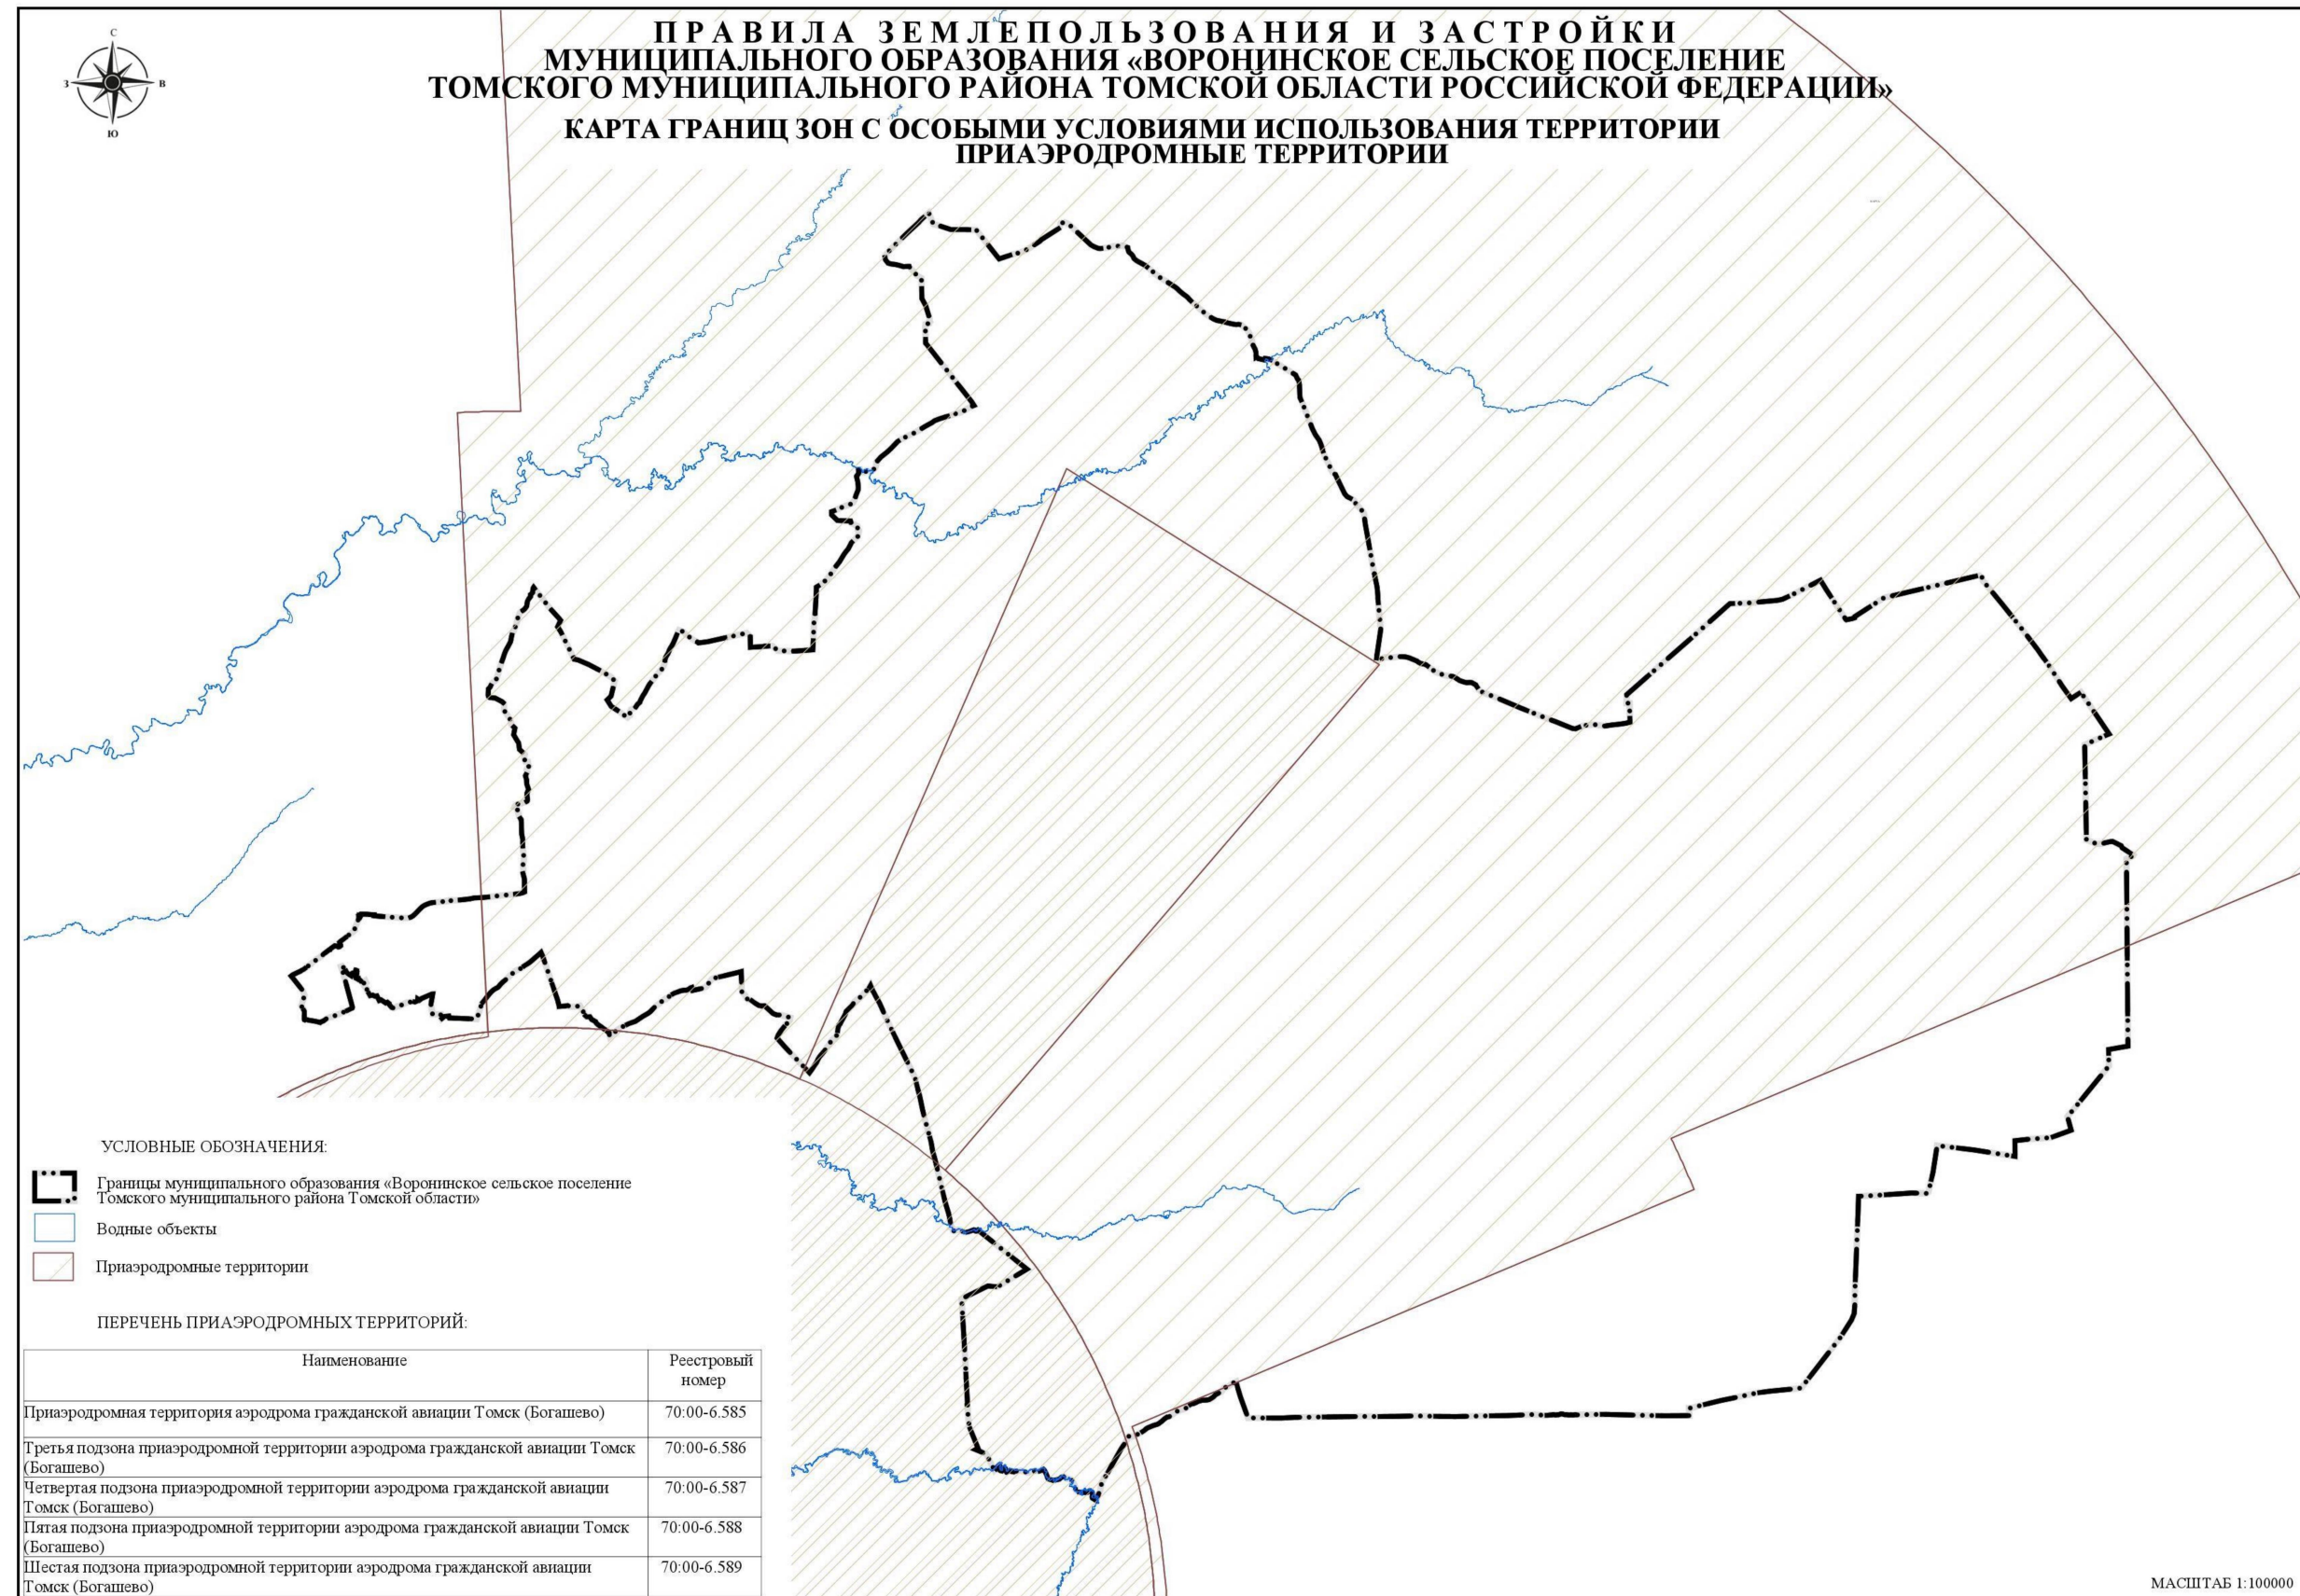 ПРАВИЛА ЗЕМЛЕПОЛЬЗОВАНИЯ И ЗАСТРОЙКИ
МУНИЦИПАЛЬНОГО ОБРАЗОВАНИЯ «ВОРОНИНСКОЕ СЕЛЬСКОЕ ПОСЕЛЕНИЕ
ТОМСКОГО МУНИЦИПАЛЬНОГО РАЙОНА ТОМСКОЙ ОБЛАСТИ РОССИЙСКОЙ ФЕДЕРАЦИИ»
КАРТА ГРАНИЦ ЗОН С ОСОБЫМИ УСЛОВИЯМИ ИСПОЛЬЗОВАНИЯ ТЕРРИТОРИИ
ПРИАЭРОДРОМНЫЕ ТЕРРИТОРИИ
С
З В
Ю
УСЛОВНЫЕ ОБОЗНАЧЕНИЯ:
Границы муниципального образования «Воронинское сельское поселение
Томского муниципального района Томской области»
Водные объекты
Приаэродромные территории
ПЕРЕЧЕНЬ ПРИАЭРОДРОМНЫХ ТЕРРИТОРИЙ:
Наименование Реестровый
номер
Приаэродромная территория аэродрома гражданской авиации Томск (Богашево) 70:00-6.585
Третья подзона приаэродромной территории аэродрома гражданской авиации Томск 70:00-6.586
(Богашево)
Четвертая подзона приаэродромной территории аэродрома гражданской авиации 70:00-6.587
Томск (Богашево)
Пятая подзона приаэродромной территории аэродрома гражданской авиации Томск 70:00-6.588
(Богашево)
Шестая подзона приаэродромной территории аэродрома гражданской авиации 70:00-6.589
Томск (Богашево)
МАСШТАБ 1:100000